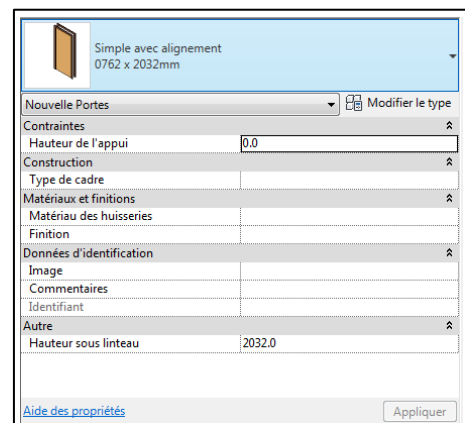 Simple avec alignement
0762 x 2032mm
Nouvelle Portes Modifier le type
Contraintes
Hauteur de l'appui 0.0
Construction
Type de cadre
Matériaux et finitions
Matériau des huisseries
Finition
Données d'identification
Image
Commentaires
Identifiant
Autre
Hauteur sous linteau 2032.0
Aide des propriétés Appliquer